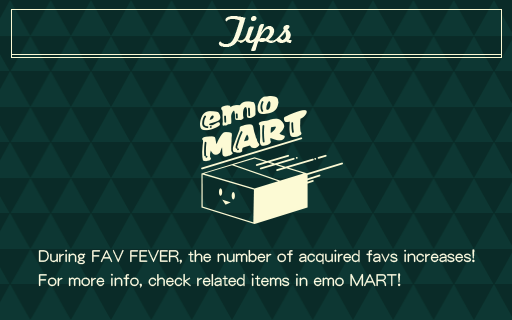 Tips
emo
MART
During FAV FEVER, the number of acquired favs increases!
For more info, check related items in emo MART!